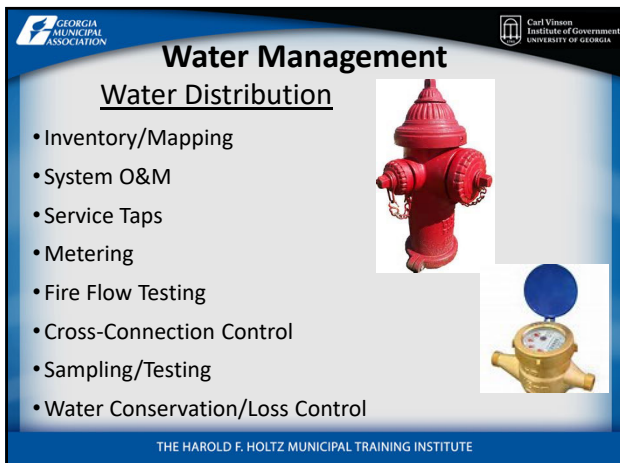 GEORGIA
MUNICIPAL
ASSOCIATION
Carl Vinson
Institute of Government
UNIVERSITY OF GEORGIA
Water Management
Water Distribution
• Inventory/Mapping
• System O&M
• Service Taps
• Metering
• Fire Flow Testing
• Cross-Connection Control
• Sampling/Testing
• Water Conservation/Loss Control
THE HAROLD F. HOLTZ MUNICIPAL TRAINING INSTITUTE